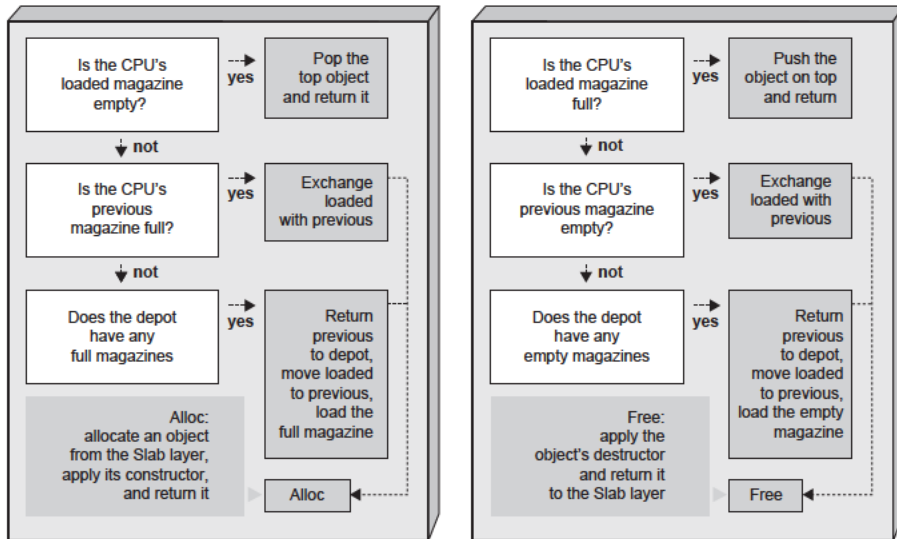 Is the CPU's
loaded magazine
empty?
yes
Pop the
top object
and return it
not
Is the CPU's
previous
magazine full?
yes
Exchange
loaded
with previous
not
Does the depot
have any
full magazines
yes
Return
previous
to depot,
move loaded
to previous,
load the
full magazine
Alloc:
allocate an object
from the Slab layer,
apply its constructor,
and return it
Alloc
Is the CPU's
loaded magazine
full?
yes
Push the
object on top
and return
not
Is the CPU's
previous magazine
empty?
yes
Exchange
loaded with
previous
not
Does the depot
have any
empty magazines
yes
Return
previous
to depot,
move loaded
to previous,
load the empty
magazine
Free:
apply the
object's destructor
and return it
to the Slab layer
Free